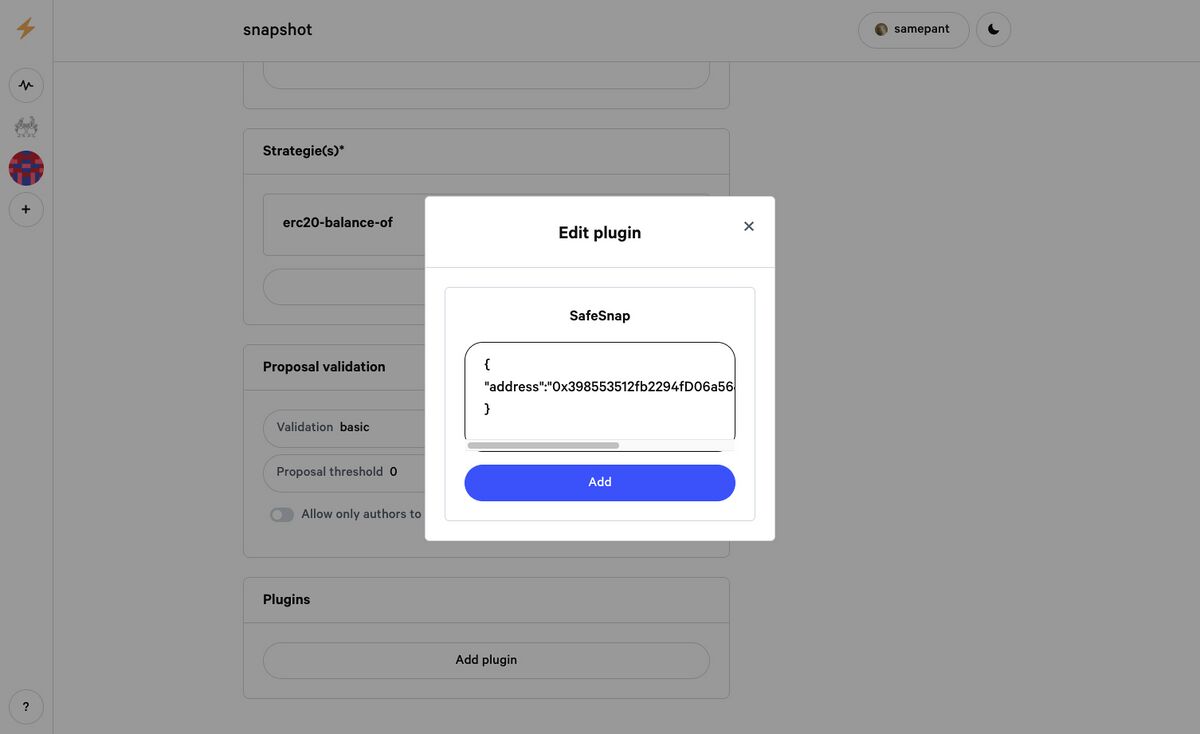 snapshot
samepant
Strategie(s)*
erc20-balance-of
Edit plugin
SafeSnap
{
"address":"0x398553512fb2294fD06a56
}
Add
Proposal validation
Validation basic
Proposal threshold 0
Allow only authors to
Plugins
Add plugin
?